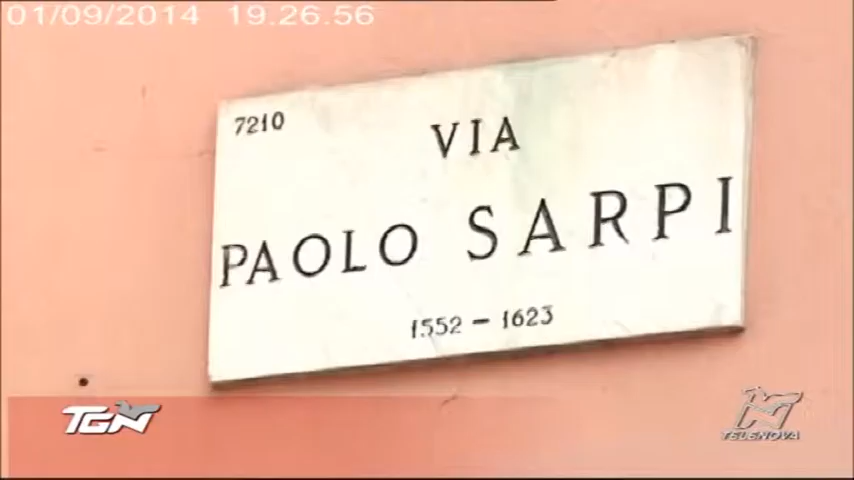 01/09/2014 19.26.56
7210
VIA
PAOLO SARPI
1552 - 1623
TGN
TELENOVA